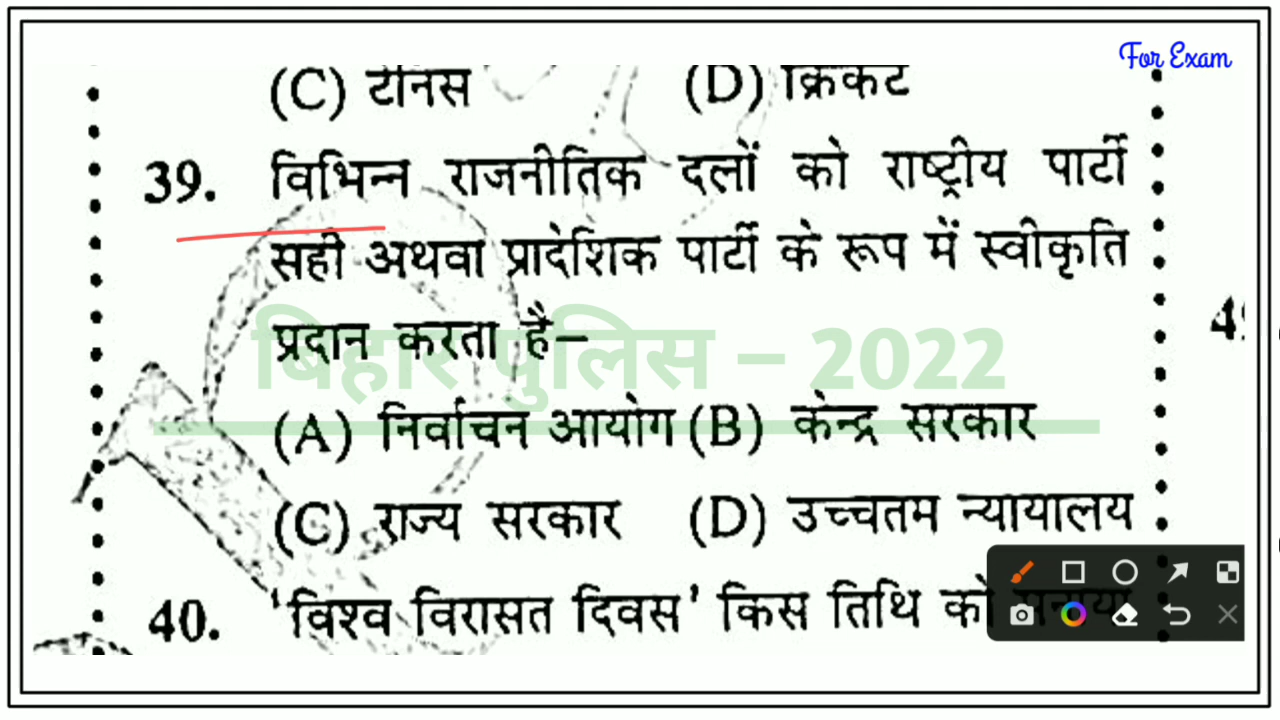 For Exam
(C) टेनिस (D) क्रिकेट
39. विभिन्न राजनीतिक दलों को राष्ट्रीय पार्टी
सही अथवा प्रादेशिक पार्टी के रूप में स्वीकृति
प्रदान करता है–
बिहार पुलिस – 2022
(A) निर्वाचन आयोग (B) केन्द्र सरकार
(C) राज्य सरकार (D) उच्चतम न्यायालय
40. 'विश्व विरासत दिवस' किस तिथि को